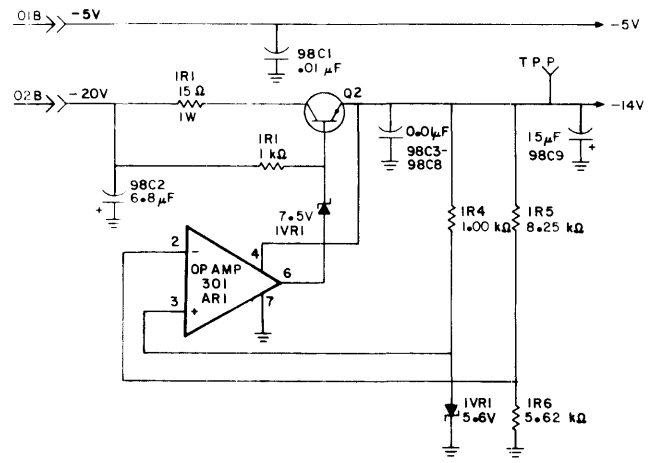 01B -5V -5V
98C1
.01 µF
T.P.P.
02B -20V 1R1 Q2 -14V
15 Ω
1W
0.01µF
98C3-
98C8
15µF
98C9
+
1R1
1 kΩ
98C2
6.8µF
+
7.5V
1VR1
1R4
1.00 kΩ
1R5
8.25 kΩ
2 - 4 6
OP AMP
301
AR1
3 + 7
1VR1
5.6V
1R6
5.62 kΩ